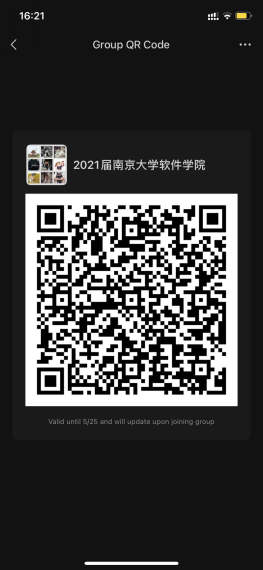 16:21
Group QR Code
2021届南京大学软件学院
Valid until 5/25 and will update upon joining group